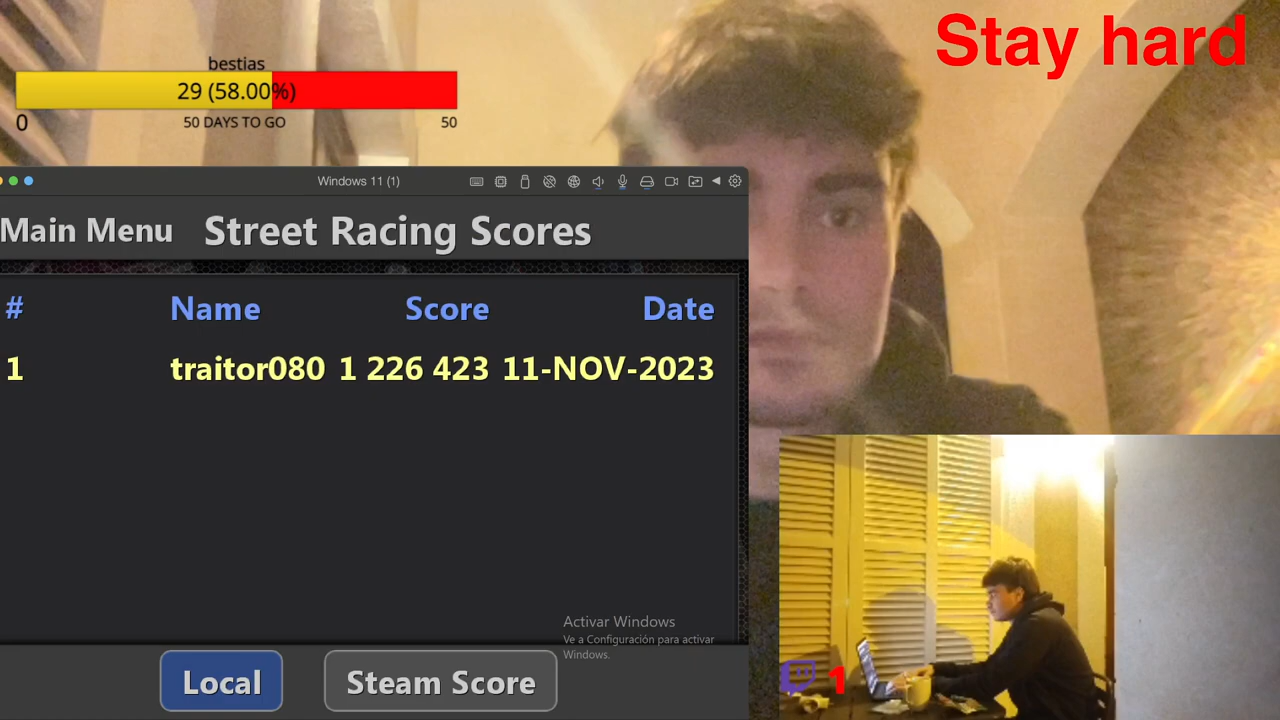 Stay hard
bestias
29 (58.00%)
0
50 DAYS TO GO
50
Windows 11 (1)
Main Menu
Street Racing Scores
# Name Score Date
1 traitor080 1 226 423 11-NOV-2023
Activar Windows
Ve a Configuración para activar
Windows.
Local
Steam Score
1